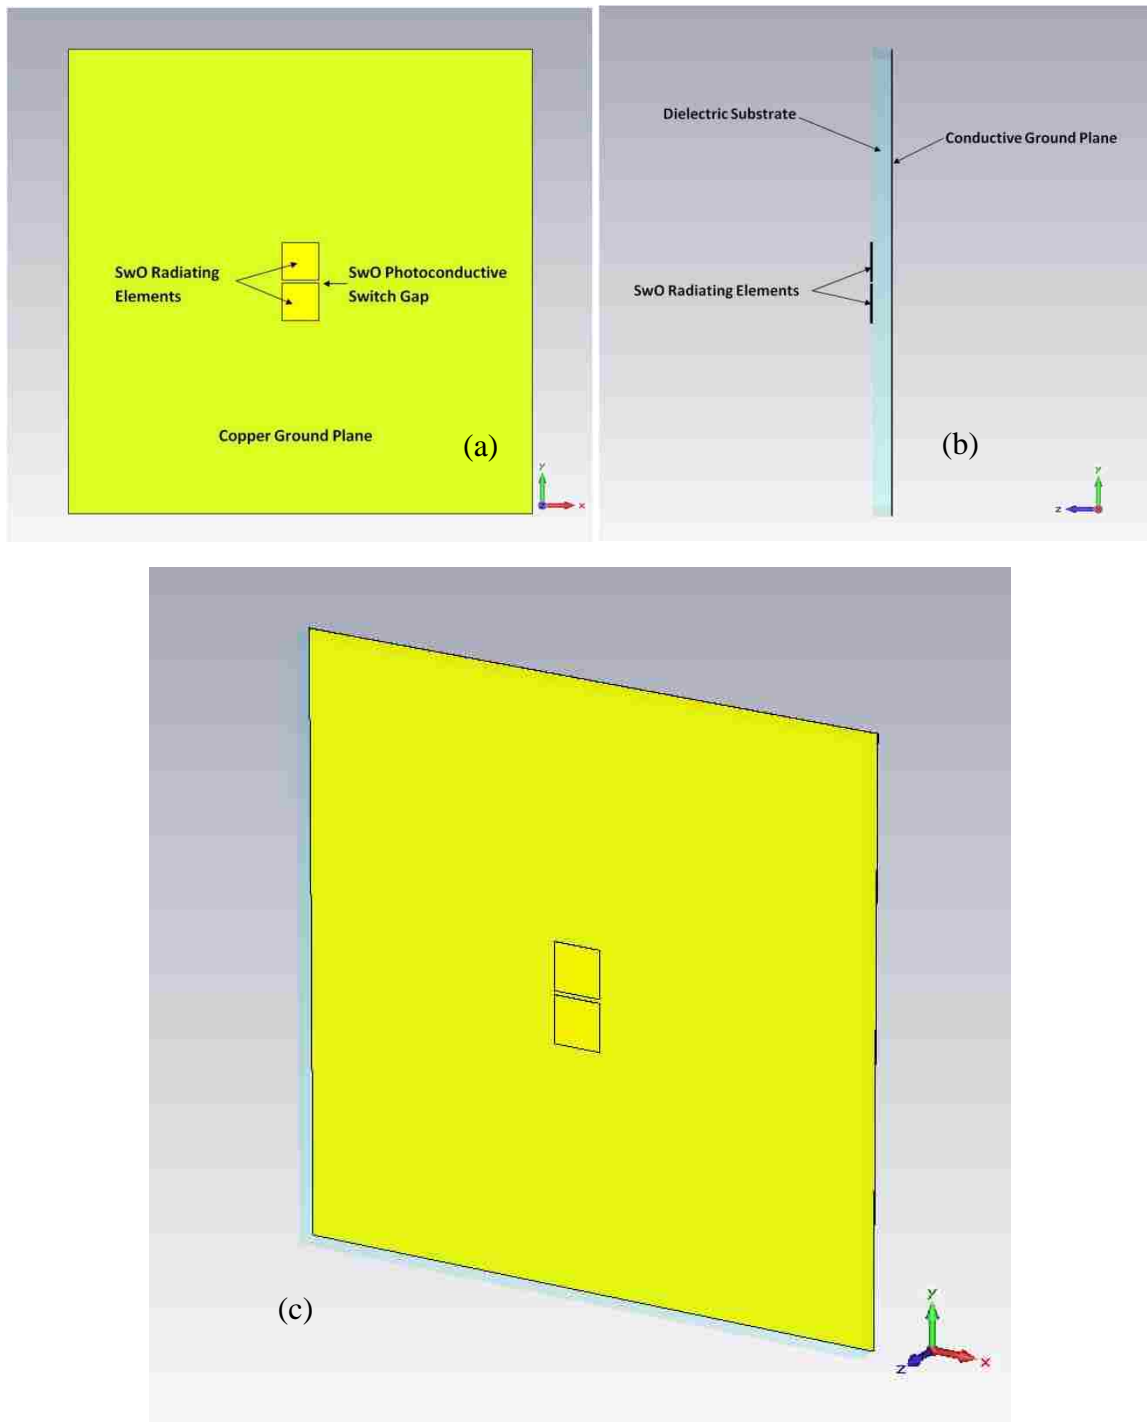 SwO Radiating
Elements
SwO Photoconductive
Switch Gap
Copper Ground Plane
(a)
y
x
z
Dielectric Substrate
Conductive Ground Plane
SwO Radiating Elements
(b)
y
z
(c)
y
z
x